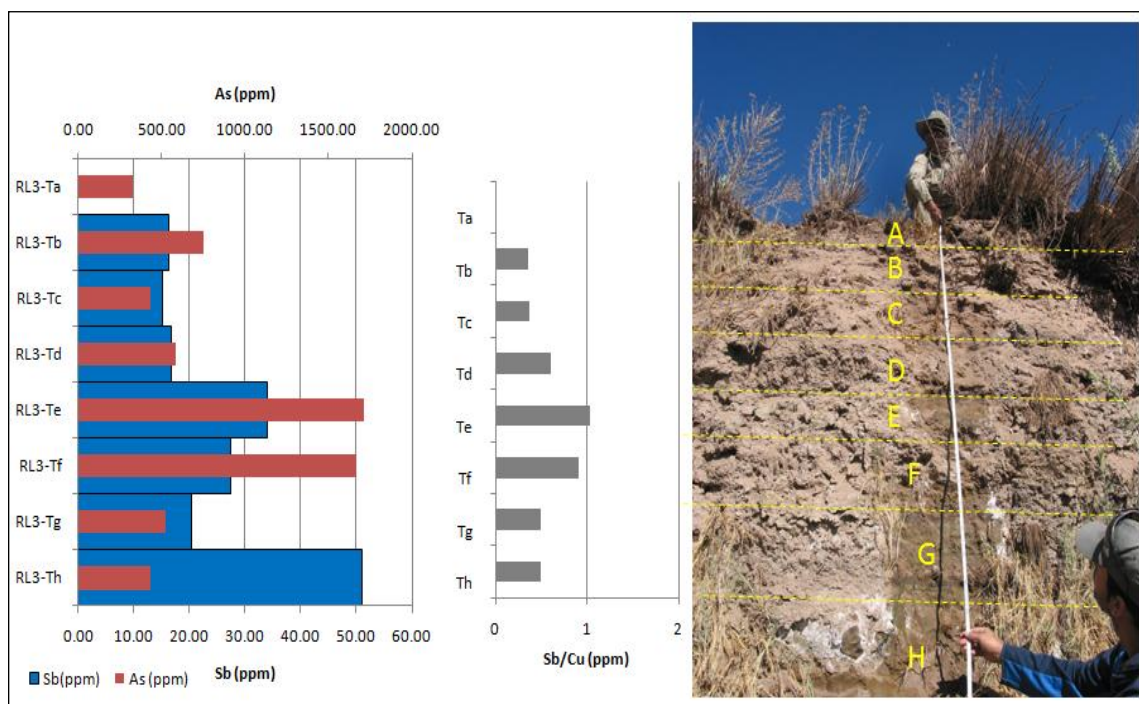 As (ppm)
0.00 500.00 1000.00 1500.00 2000.00
RL3-Ta
RL3-Tb
RL3-Tc
RL3-Td
RL3-Te
RL3-Tf
RL3-Tg
RL3-Th
0.00 10.00 20.00 30.00 40.00 50.00 60.00
Sb (ppm)
Sb(ppm) As (ppm)
Ta
Tb
Tc
Td
Te
Tf
Tg
Th
0 1 2
Sb/Cu (ppm)
A
B
C
D
E
F
G
H